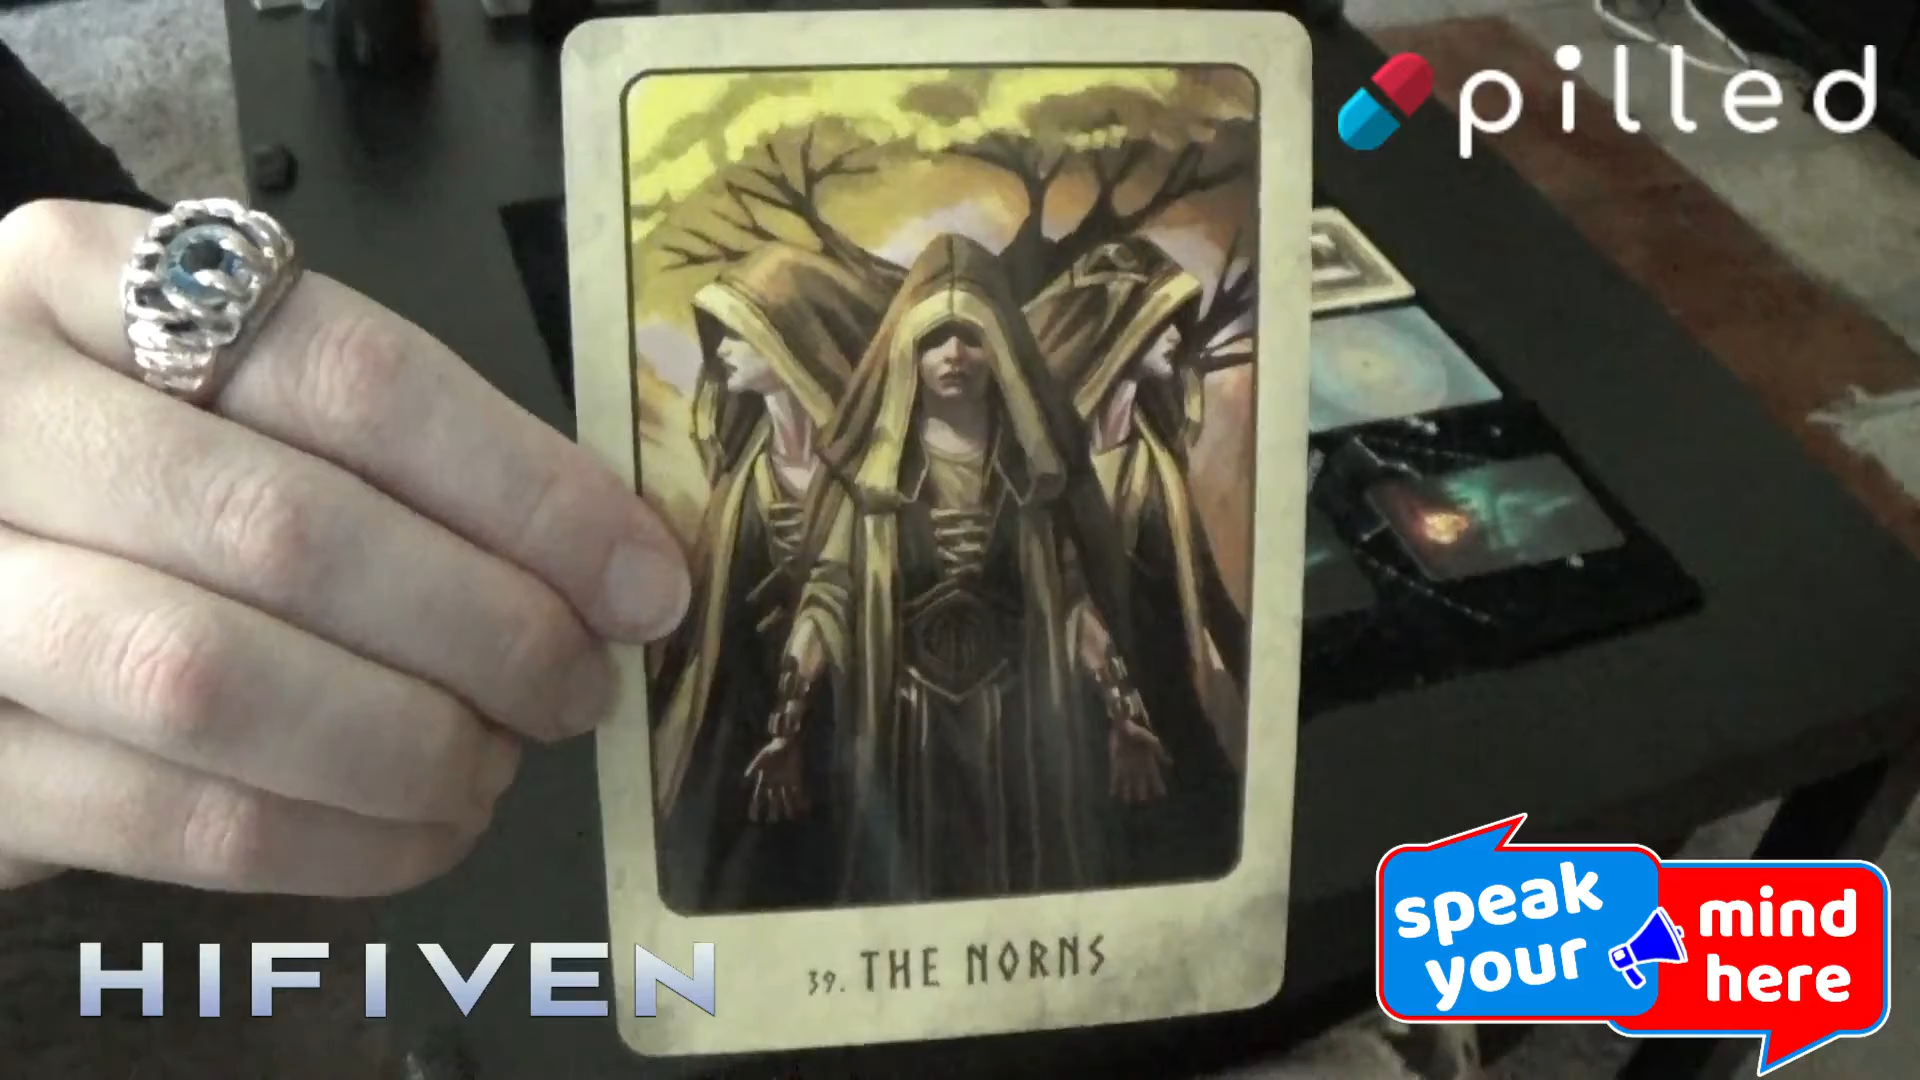 pilled
speak
your
mind
here
HIFIVEN
39. THE NORNS